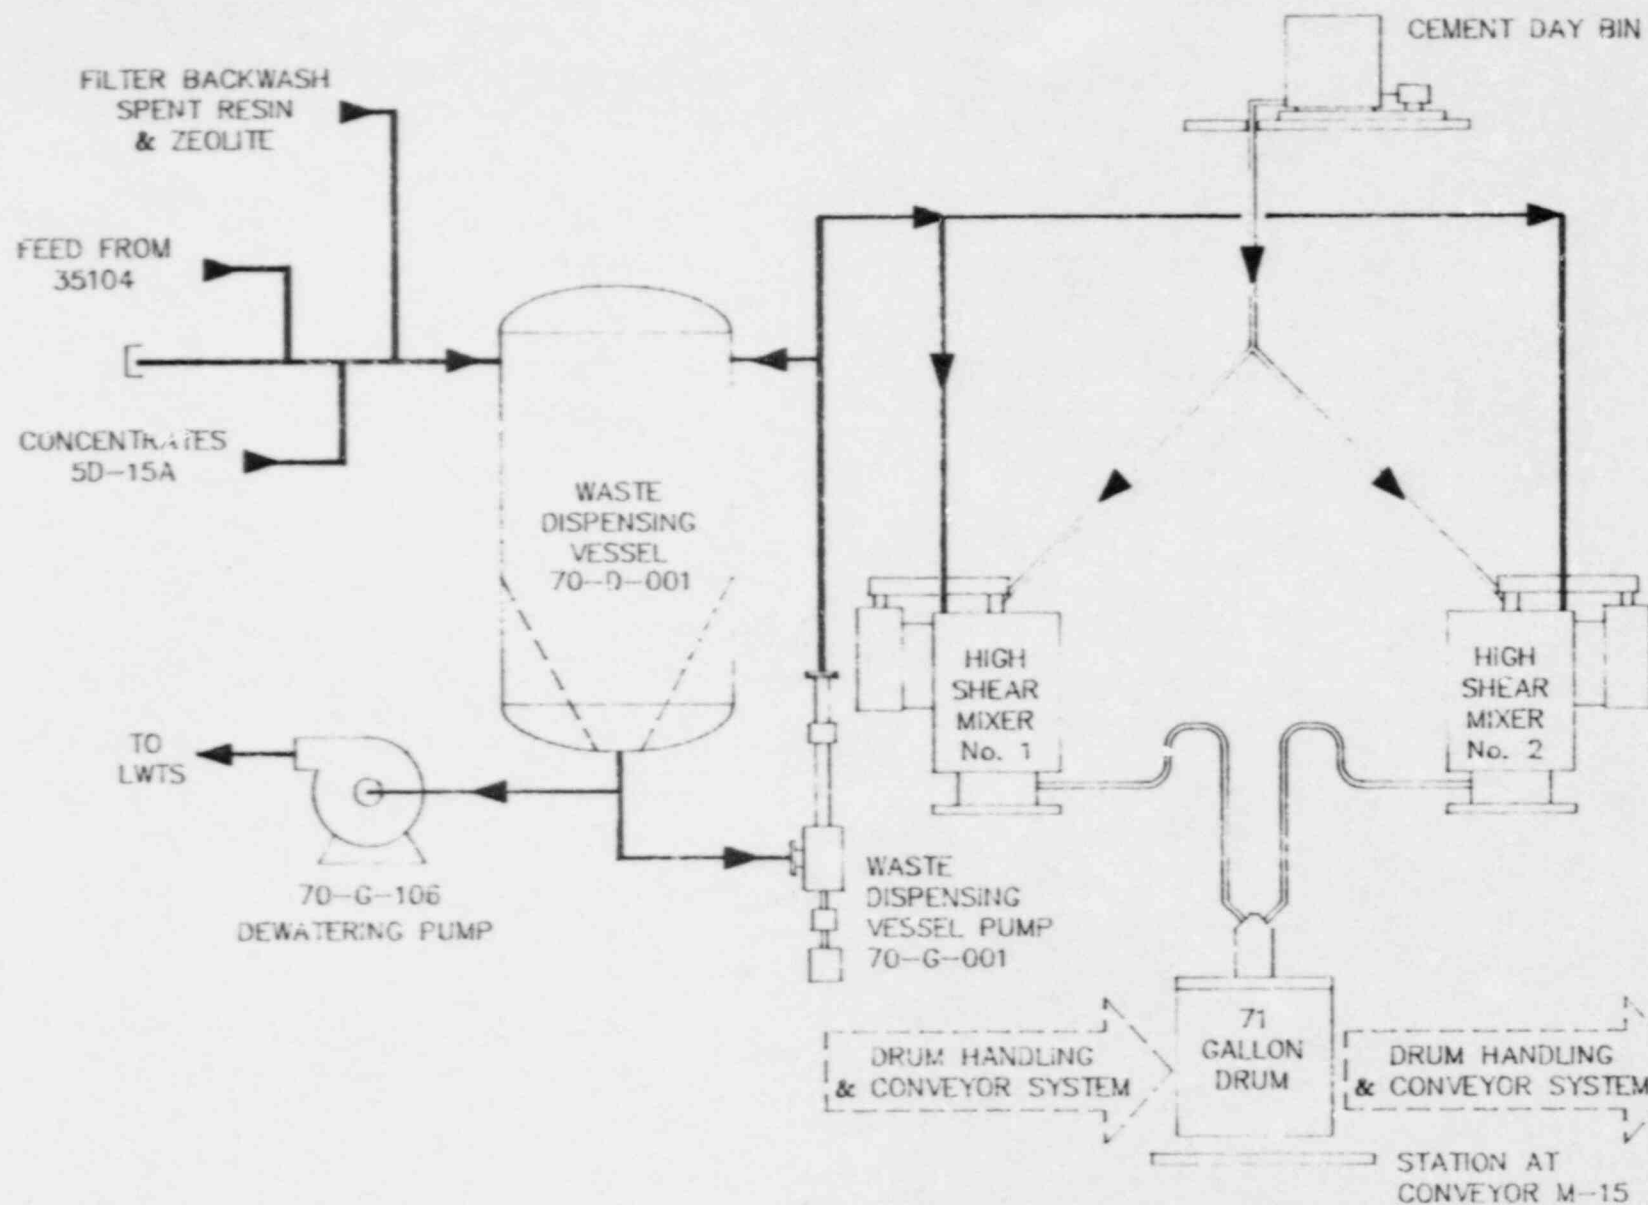 CEMENT DAY BIN
FILTER BACKWASH
SPENT RESIN
& ZEOLITE
FEED FROM
35104
CONCENTRATES
5D-15A
WASTE
DISPENSING
VESSEL
70-D-001
HIGH
SHEAR
MIXER
No. 1
HIGH
SHEAR
MIXER
No. 2
TO
LWTS
70-G-106
DEWATERING PUMP
WASTE
DISPENSING
VESSEL PUMP
70-G-001
DRUM HANDLING
& CONVEYOR SYSTEM
71
GALLON
DRUM
DRUM HANDLING
& CONVEYOR SYSTEM
STATION AT
CONVEYOR M-15